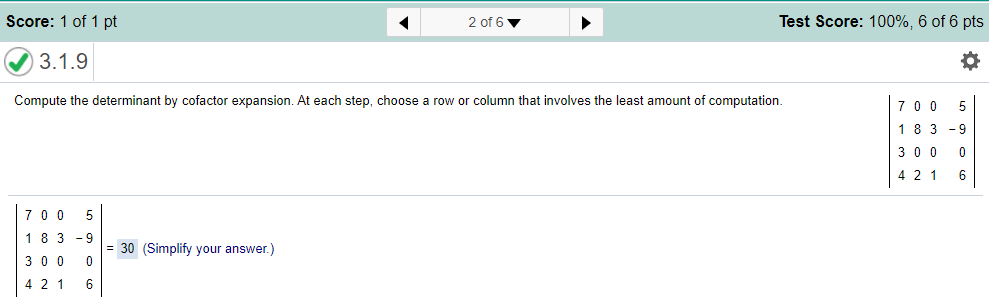 Score: 1 of 1 pt
2 of 6
Test Score: 100%, 6 of 6 pts
3.1.9
Compute the determinant by cofactor expansion. At each step, choose a row or column that involves the least amount of computation.
7 0 0 5
1 8 3 -9
3 0 0 0
4 2 1 6
7 0 0 5
1 8 3 -9
= 30 (Simplify your answer.)
3 0 0 0
4 2 1 6